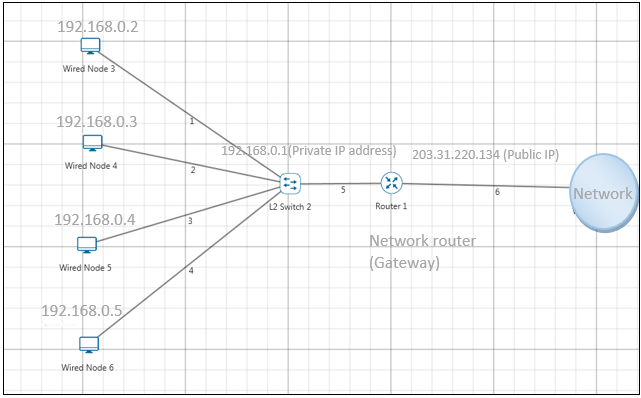 192.168.0.2
Wired Node 3
1
192.168.0.3
Wired Node 4
2
192.168.0.1(Private IP address)
203.31.220.134 (Public IP)
5
6
Network
L2 Switch 2
Router 1
192.168.0.4
3
Wired Node 5
Network router
(Gateway)
4
192.168.0.5
Wired Node 6